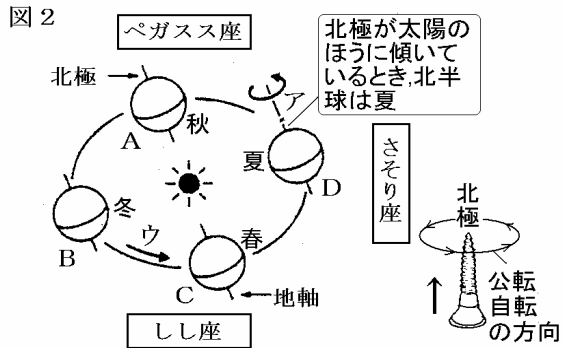 図2
ペガスス座
北極が太陽の
ほうに傾いて
いるとき,北半
球は夏
北極
ア
秋
A
夏
D
さそり座
冬
B
ウ
春
C
地軸
しし座
北極
公転
自転
の方向